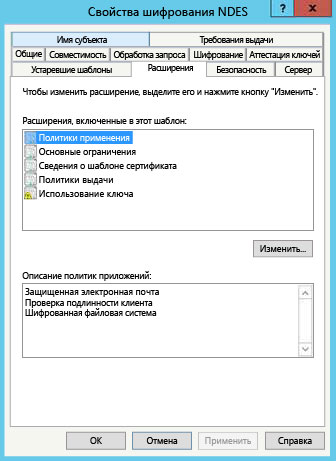 Свойства шифрования NDES
? x
Имя субъекта Требования выдачи
Общие Совместимость Обработка запроса Шифрование Аттестация ключей
Устаревшие шаблоны Расширения Безопасность Сервер
Чтобы изменить расширение, выделите его и нажмите кнопку "Изменить".
Расширения, включенные в этот шаблон:
Политики применения
Основные ограничения
Сведения о шаблоне сертификата
Политики выдачи
Использование ключа
Изменить...
Описание политик приложений:
Защищенная электронная почта
Проверка подлинности клиента
Шифрованная файловая система
ОК Отмена Применить Справка